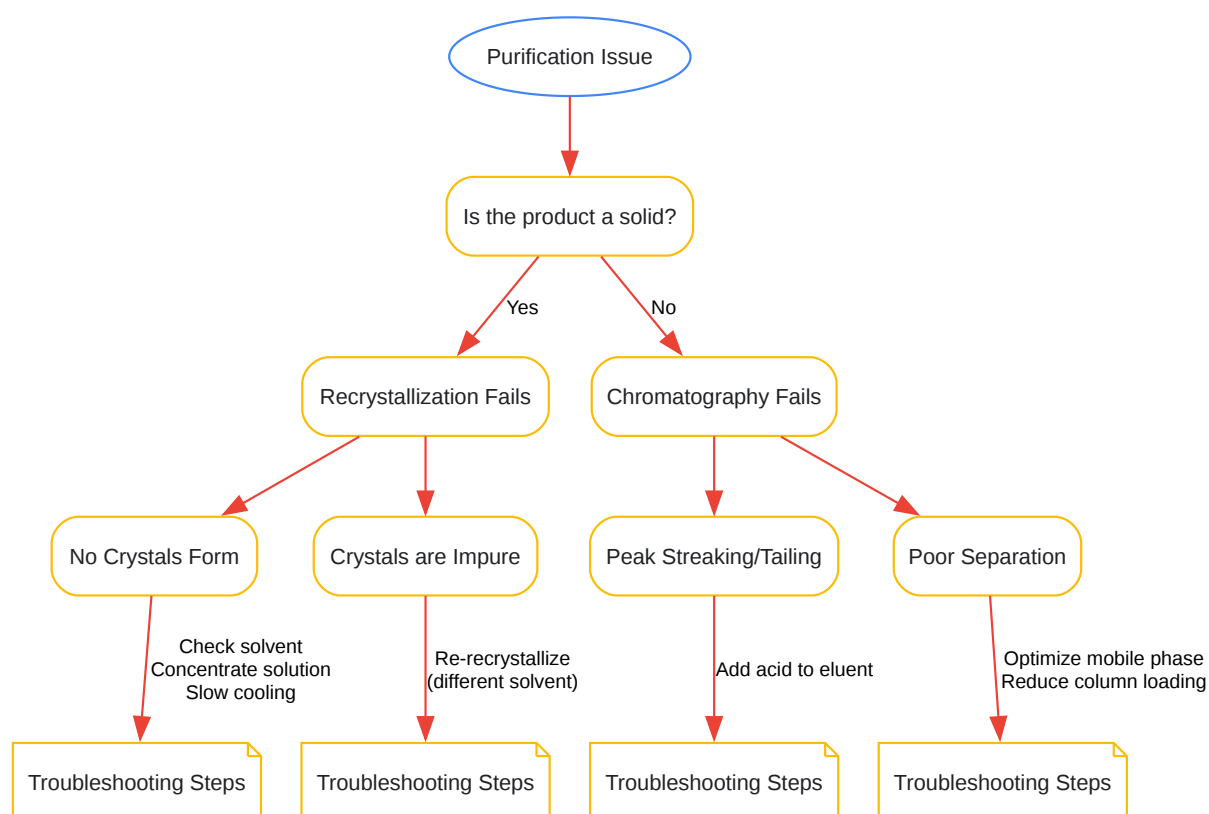 Purification Issue
Is the product a solid?
Yes
No
Recrystallization Fails
Chromatography Fails
No Crystals Form
Crystals are Impure
Peak Streaking/Tailing
Poor Separation
Check solvent
Concentrate solution
Slow cooling
Re-recrystallize
(different solvent)
Add acid to eluent
Optimize mobile phase
Reduce column loading
Troubleshooting Steps
Troubleshooting Steps
Troubleshooting Steps
Troubleshooting Steps